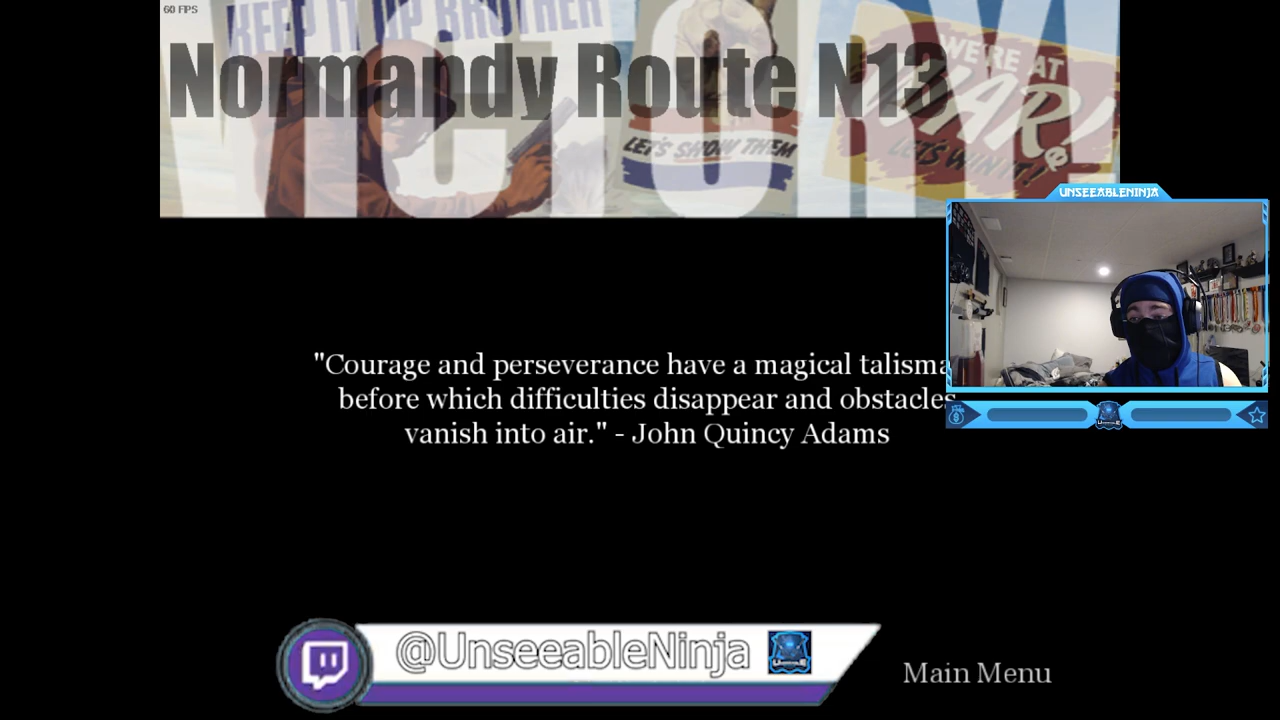 60 FPS
KEEP IT UP BROTHER
VICTORY
Normandy Route N13
WE'RE AT
WAR!
LET'S WIN IT!
LET'S SHOW THEM
UNSEEABLENINJA
"Courage and perseverance have a magical
before which difficulties disappear and obstacles
vanish into air." - John Quincy Adams
@UnseeableNinja
Main Menu